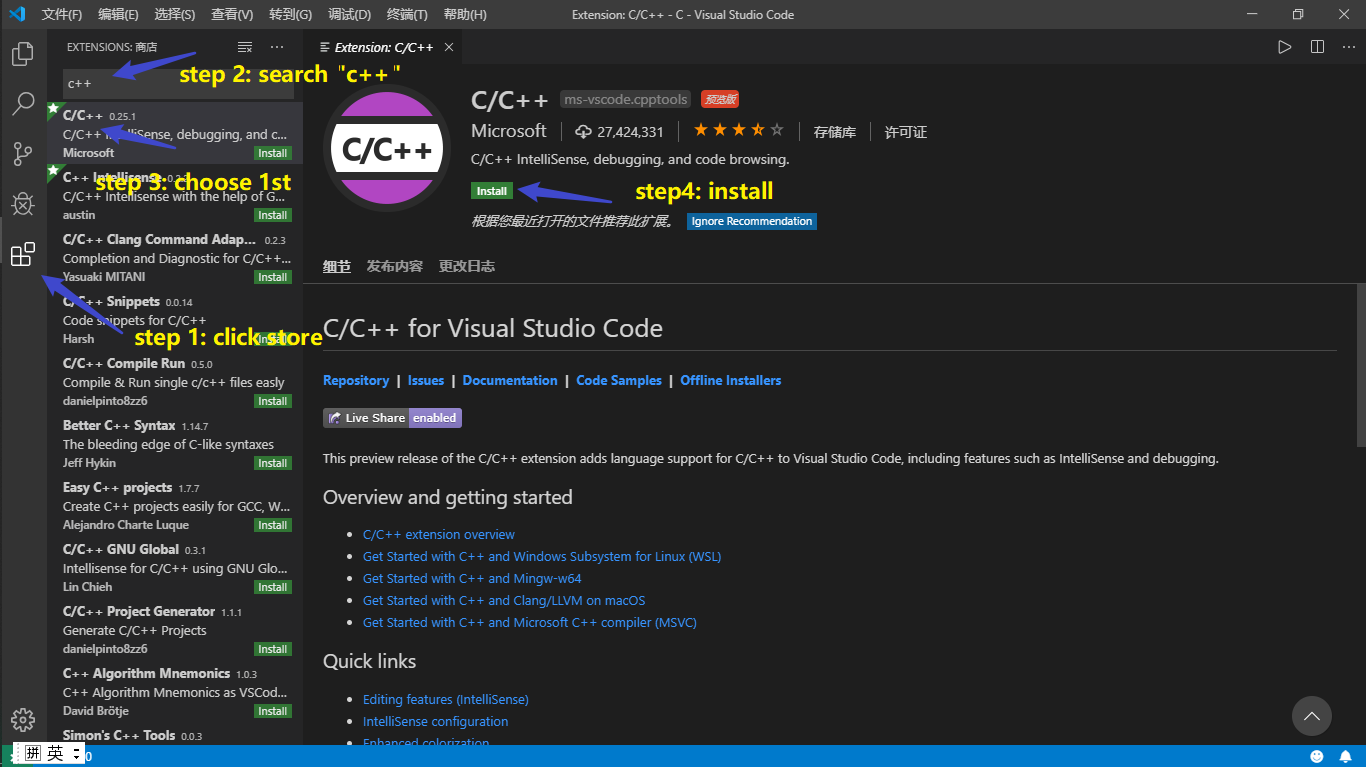 文件(F) 编辑(E) 选择(S) 查看(V) 转到(G) 调试(D) 终端(T) 帮助(H) Extension: C/C++ - C - Visual Studio Code
EXTENSIONS: 商店
Extension: C/C++
c++
step 2: search "c++"
C/C++ 0.25.1
C/C++ IntelliSense, debugging, and c...
Microsoft Install
step 3: choose 1st
C++ Intellisense
C/C++ Intellisense with the help of G...
austin Install
C/C++ Clang Command Adap... 0.2.3
Completion and Diagnostic for C/C++...
Yasuaki MITANI Install
C/C++ Snippets 0.0.14
Code snippets for C/C++
Harsh
step 1: click store
C/C++ Compile Run 0.5.0
Compile & Run single c/c++ files easily
danielpinto8zz6 Install
Better C++ Syntax 1.14.7
The bleeding edge of C-like syntaxes
Jeff Hykin Install
Easy C++ projects 1.7.7
Create C++ projects easily for GCC, W...
Alejandro Charte Luque Install
C/C++ GNU Global 0.3.1
Intellisense for C/C++ using GNU Glo...
Lin Chieh Install
C/C++ Project Generator 1.1.1
Generate C/C++ Projects
danielpinto8zz6 Install
C++ Algorithm Mnemonics 1.0.3
C++ Algorithm Mnemonics as VSCod...
David Brötje Install
Simon's C++ Tools 0.0.3
拼 英
0
C/C++
C/C++ ms-vscode.cpptools 预选版
Microsoft 27,424,331 存储库 许可证
C/C++ IntelliSense, debugging, and code browsing.
Install
step4: install
根据您最近打开的文件推荐此扩展。 Ignore Recommendation
细节 发布内容 更改日志
C/C++ for Visual Studio Code
Repository | Issues | Documentation | Code Samples | Offline Installers
Live Share enabled
This preview release of the C/C++ extension adds language support for C/C++ to Visual Studio Code, including features such as IntelliSense and debugging.
Overview and getting started
C/C++ extension overview
Get Started with C++ and Windows Subsystem for Linux (WSL)
Get Started with C++ and Mingw-w64
Get Started with C++ and Clang/LLVM on macOS
Get Started with C++ and Microsoft C++ compiler (MSVC)
Quick links
Editing features (IntelliSense)
IntelliSense configuration
Enhanced colorization